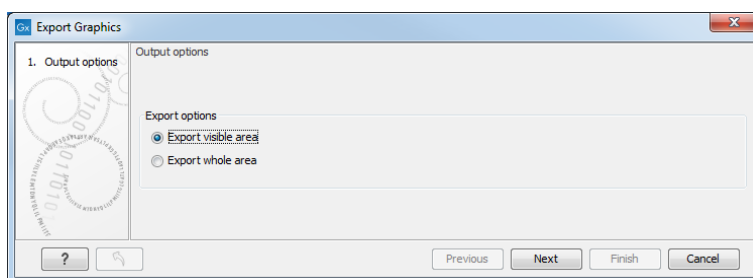 Gx Export Graphics
X
1. Output options
Output options
Export options
Export visible area
Export whole area
?
Previous Next Finish Cancel